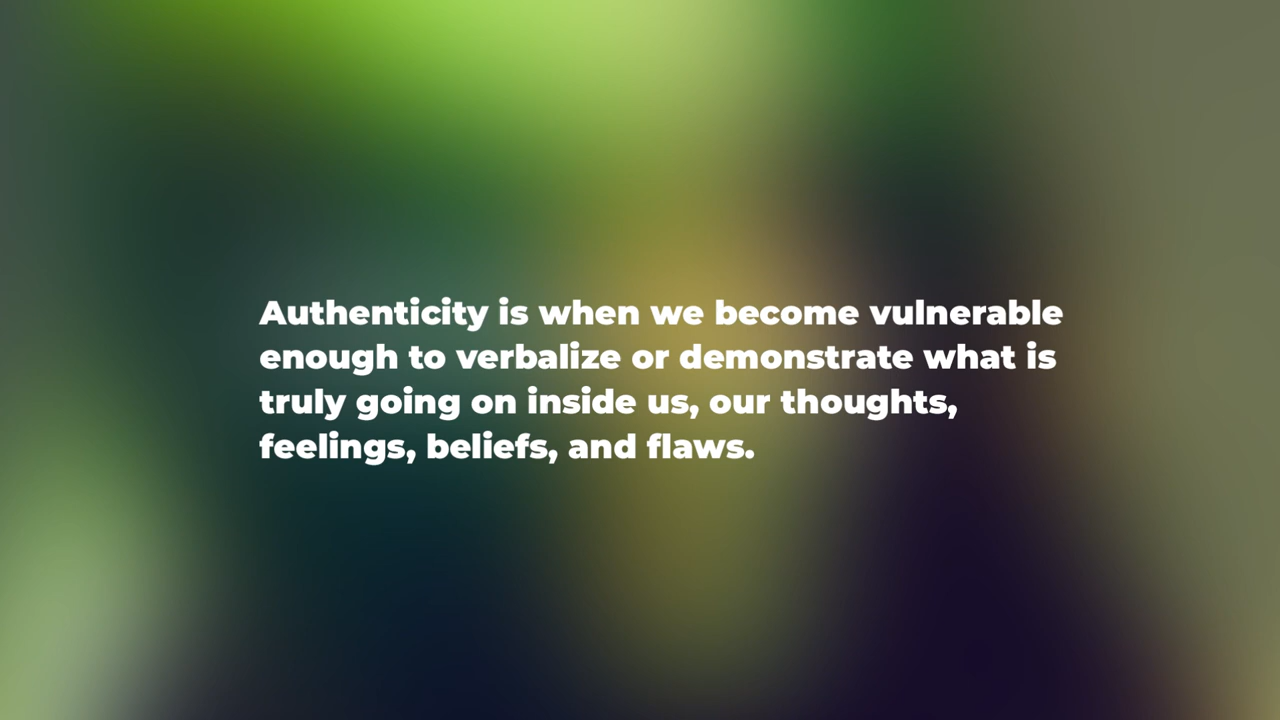 Authenticity is when we become vulnerable
enough to verbalize or demonstrate what is
truly going on inside us, our thoughts,
feelings, beliefs, and flaws.